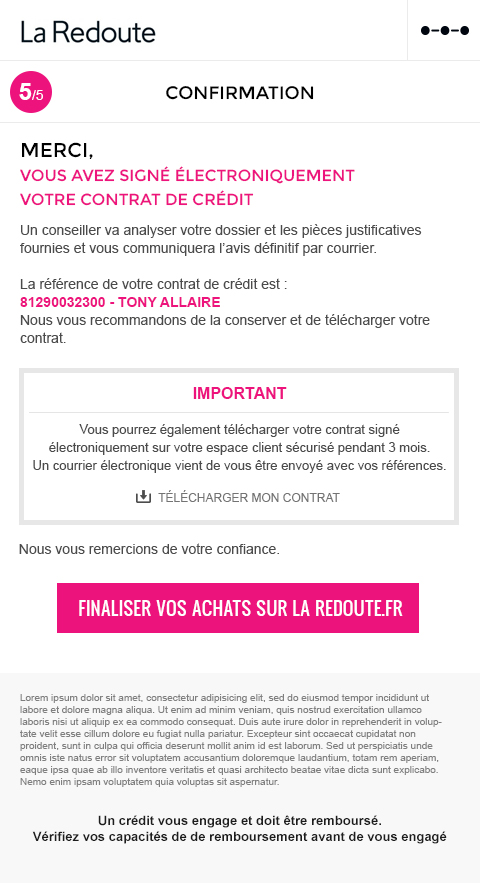 La Redoute
5/5
CONFIRMATION
MERCI,
VOUS AVEZ SIGNÉ ÉLECTRONIQUEMENT
VOTRE CONTRAT DE CRÉDIT
Un conseiller va analyser votre dossier et les pièces justificatives
fournies et vous communiquera l'avis définitif par courrier.
La référence de votre contrat de crédit est :
81290032300 - TONY ALLAIRE
Nous vous recommandons de la conserver et de télécharger votre
contrat.
IMPORTANT
Vous pourrez également télécharger votre contrat signé
électroniquement sur votre espace client sécurisé pendant 3 mois.
Un courrier électronique vient de vous être envoyé avec vos références.
TÉLÉCHARGER MON CONTRAT
Nous vous remercions de votre confiance.
FINALISER VOS ACHATS SUR LA REDOUTE.FR
Lorem ipsum dolor sit amet, consectetur adipisicing elit, sed do eiusmod tempor incididunt ut
labore et dolore magna aliqua. Ut enim ad minim veniam, quis nostrud exercitation ullamco
laboris nisi ut aliquip ex ea commodo consequat. Duis aute irure dolor in reprehenderit in volup-
tate velit esse cillum dolore eu fugiat nulla pariatur. Excepteur sint occaecat cupidatat non
proident, sunt in culpa qui officia deserunt mollit anim id est laborum. Sed ut perspiciatis unde
omnis iste natus error sit voluptatem accusantium doloremque laudantium, totam rem aperiam,
eaque ipsa quae ab illo inventore veritatis et quasi architecto beatae vitae dicta sunt explicabo.
Nemo enim ipsam voluptatem quia voluptas sit aspernatur.
Un crédit vous engage et doit être remboursé.
Vérifiez vos capacités de de remboursement avant de vous engagé